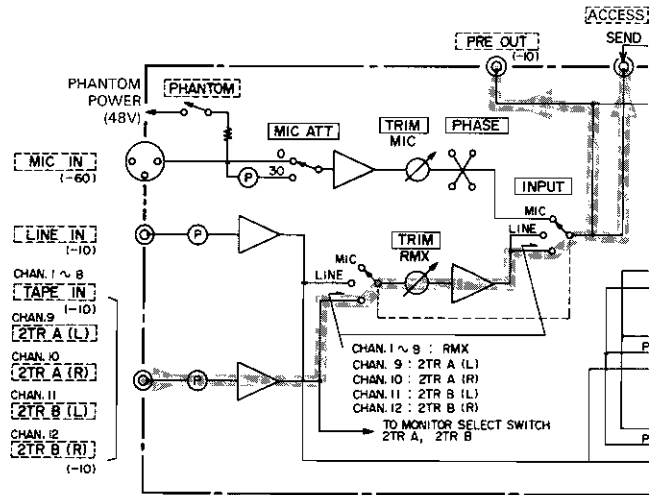 ACCESS
PRE OUT
(-10)
SEND
PHANTOM
POWER
(48V)
PHANTOM
MIC ATT
TRIM
MIC
PHASE
MIC IN
(-60)
0
30
P
INPUT
MIC
LINE
LINE IN
(-10)
P
TRIM
RMX
MIC
LINE
CHAN. 1 ~ 8
TAPE IN
(-10)
CHAN. 9
2TR A (L)
CHAN. 10
2TR A (R)
CHAN. 11
2TR B (L)
CHAN. 12
2TR B (R)
(-10)
P
CHAN. 1 ~ 8 : RMX
CHAN. 9 : 2TR A (L)
CHAN. 10 : 2TR A (R)
CHAN. 11 : 2TR B (L)
CHAN. 12 : 2TR B (R)
TO MONITOR SELECT SWITCH
2TR A, 2TR B
P
P